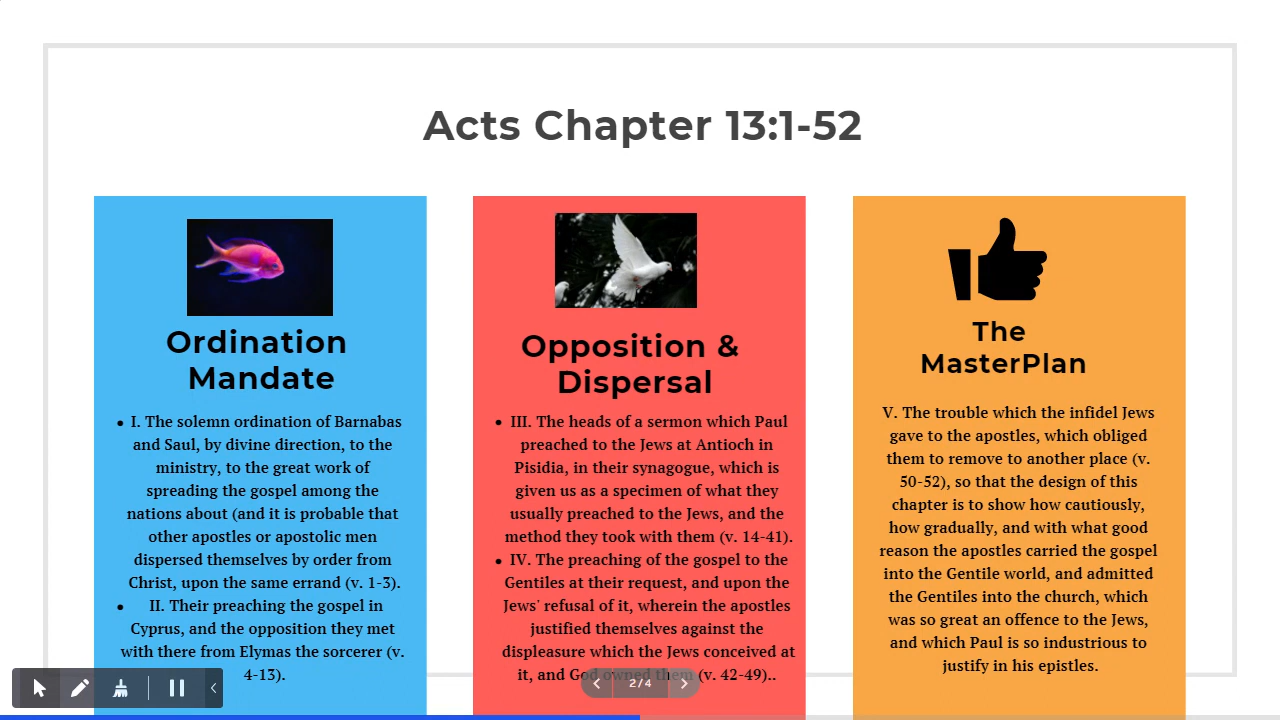 Acts Chapter 13:1-52
Ordination
Mandate
• I. The solemn ordination of Barnabas
and Saul, by divine direction, to the
ministry, to the great work of
spreading the gospel among the
nations about (and it is probable that
other apostles or apostolic men
dispersed themselves by order from
Christ, upon the same errand (v. 1-3).
• II. Their preaching the gospel in
Cyprus, and the opposition they met
with there from Elymas the sorcerer (v.
4-13).
Opposition &
Dispersal
• III. The heads of a sermon which Paul
preached to the Jews at Antioch in
Pisidia, in their synagogue, which is
given us as a specimen of what they
usually preached to the Jews, and the
method they took with them (v. 14-41).
• IV. The preaching of the gospel to the
Gentiles at their request, and upon the
Jews' refusal of it, wherein the apostles
justified themselves against the
displeasure which the Jews conceived at
it, and God owned them (v. 42-49)..
The
MasterPlan
V. The trouble which the infidel Jews
gave to the apostles, which obliged
them to remove to another place (v.
50-52), so that the design of this
chapter is to show how cautiously,
how gradually, and with what good
reason the apostles carried the gospel
into the Gentile world, and admitted
the Gentiles into the church, which
was so great an offence to the Jews,
and which Paul is so industrious to
justify in his epistles.
2/4